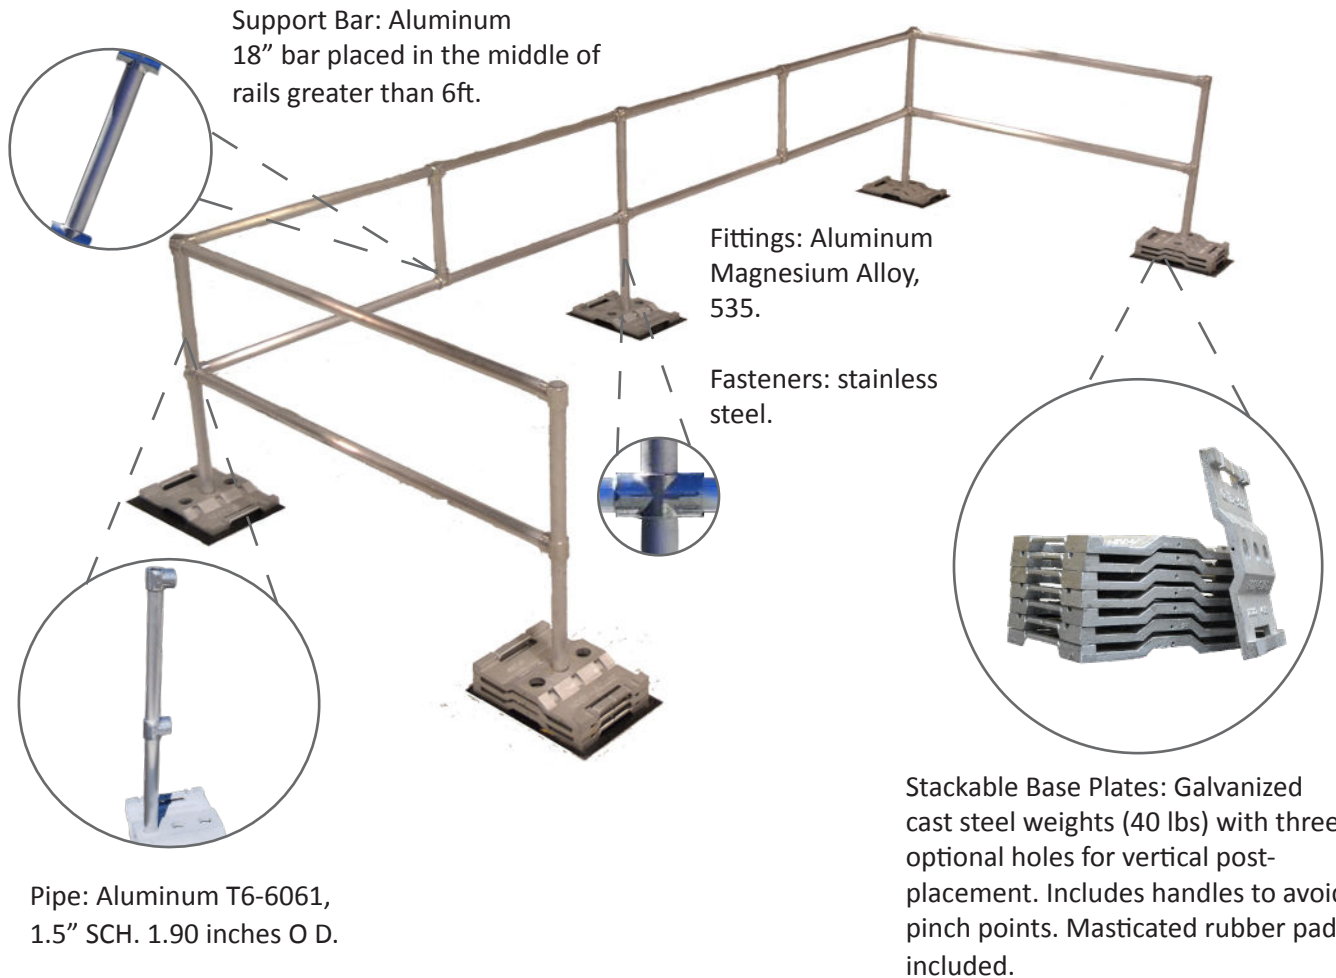 Support Bar: Aluminum
18” bar placed in the middle of
rails greater than 6ft.
Fittings: Aluminum
Magnesium Alloy,
535.
Fasteners: stainless
steel.
Pipe: Aluminum T6-6061,
1.5” SCH. 1.90 inches O D.
Stackable Base Plates: Galvanized
cast steel weights (40 lbs) with three
optional holes for vertical post-
placement. Includes handles to avoid
pinch points. Masticated rubber pad
included.